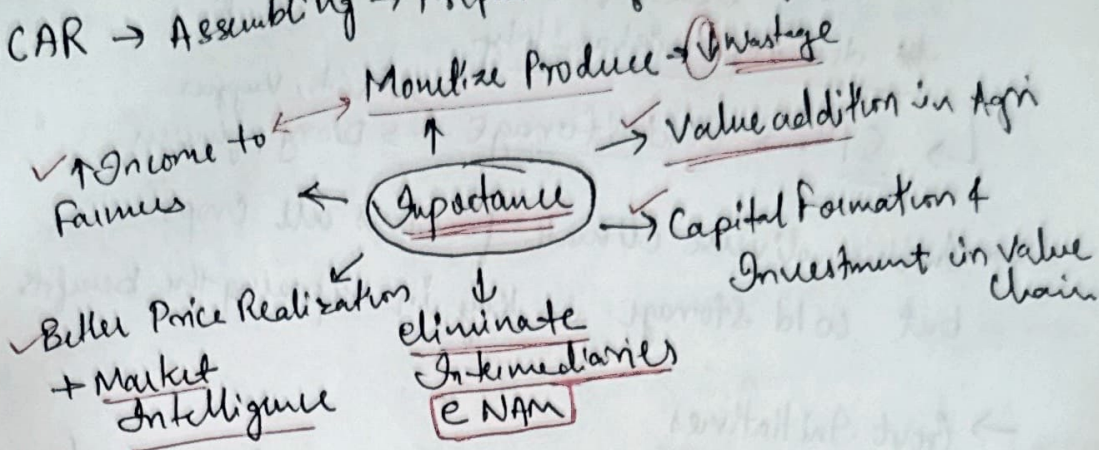 CAR → Assembling →
Monetize Produce → ↓ Wastage
✓ ↑ Income to
Farmers
→ Value addition in Agri
Importance
→ Capital Formation &
Investment in Value
Chain
✓ Better Price Realization
+ Market
Intelligence
eliminate
Intermediaries
eNAM